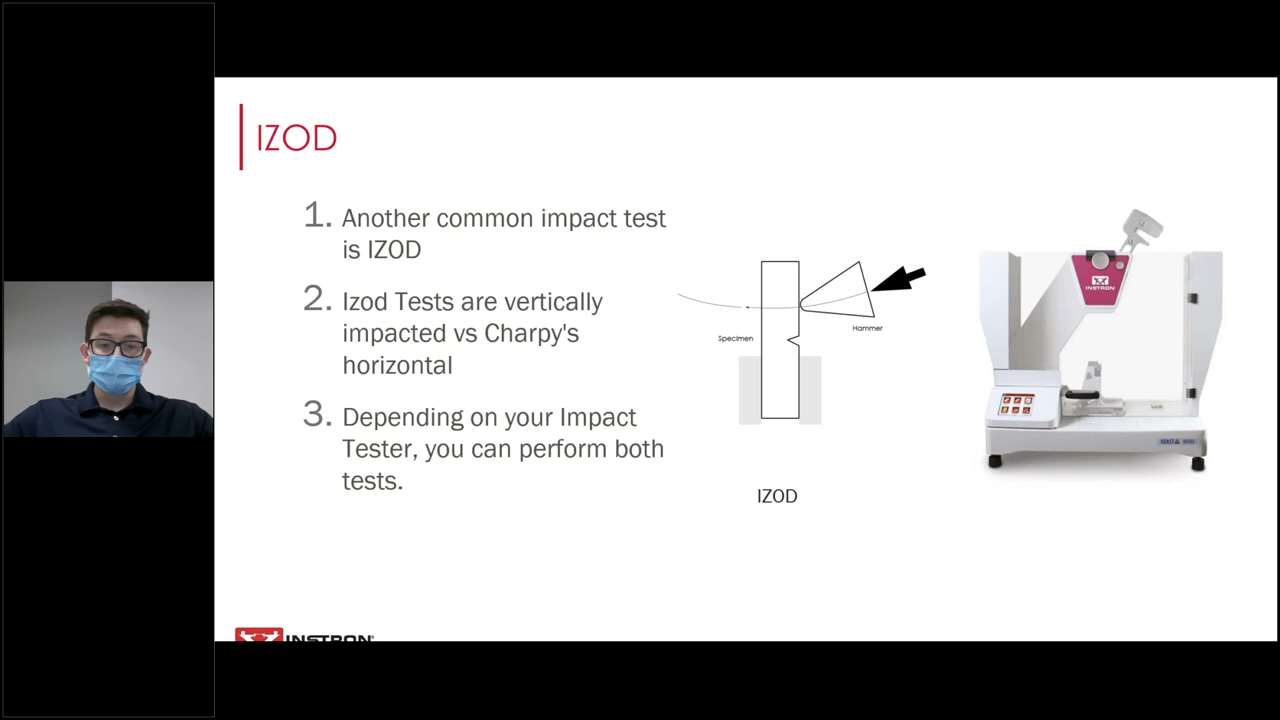 IZOD
1. Another common impact test
is IZOD
2. Izod Tests are vertically
impacted vs Charpy's
horizontal
3. Depending on your Impact
Tester, you can perform both
tests.
Specimen
Hammer
IZOD
INSTRON
INSTRON